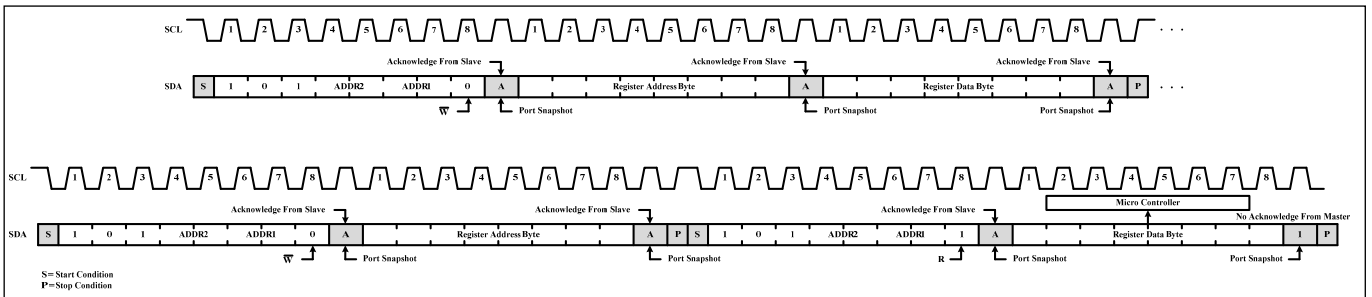 SCL 1 2 3 4 5 6 7 8 1 2 3 4 5 6 7 8 1 2 3 4 5 6 7 8 . . .
Acknowledge From Slave Acknowledge From Slave Acknowledge From Slave
SDA S 1 0 1 ADDR2 ADDR1 0 A Register Address Byte A Register Data Byte A P . . .
W Port Snapshot Port Snapshot Port Snapshot
SCL 1 2 3 4 5 6 7 8 1 2 3 4 5 6 7 8 1 2 3 4 5 6 7 8 1 2 3 4 5 6 7 8
Micro Controller
Acknowledge From Slave Acknowledge From Slave Acknowledge From Slave No Acknowledge From Master
SDA S 1 0 1 ADDR2 ADDR1 0 A Register Address Byte A P S 1 0 1 ADDR2 ADDR1 1 A Register Data Byte 1 P
W Port Snapshot Port Snapshot R Port Snapshot Port Snapshot
S= Start Condition
P=Stop Condition